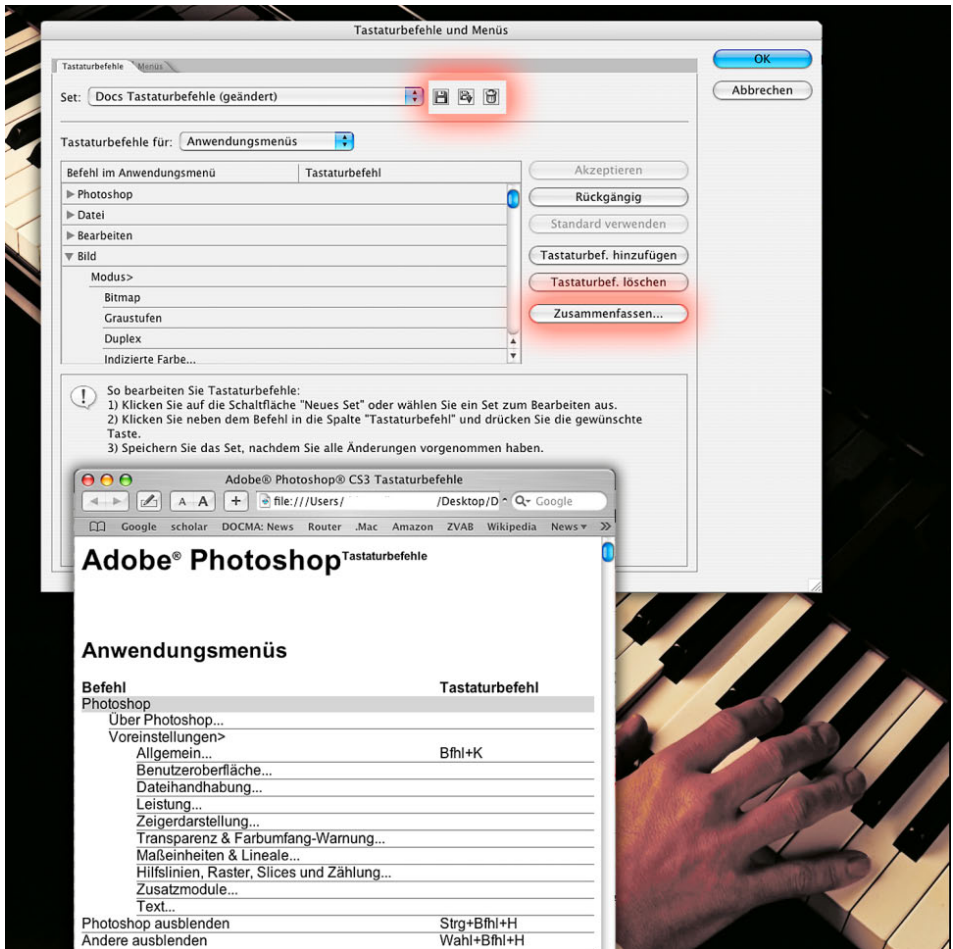 Tastaturbefehle und Menüs
Tastaturbefehle Menüs
OK
Set: Docs Tastaturbefehle (geändert)
Abbrechen
Tastaturbefehle für: Anwendungsmenüs
Befehl im Anwendungsmenü Tastaturbefehl
Akzeptieren
Photoshop
Rückgängig
Datei
Standard verwenden
Bearbeiten
Bild
Tastaturbef. hinzufügen
Modus>
Tastaturbef. löschen
Bitmap
Graustufen
Zusammenfassen...
Duplex
Indizierte Farbe...
So bearbeiten Sie Tastaturbefehle:
1) Klicken Sie auf die Schaltfläche "Neues Set" oder wählen Sie ein Set zum Bearbeiten aus.
2) Klicken Sie neben dem Befehl in die Spalte "Tastaturbefehl" und drücken Sie die gewünschte
Taste.
3) Speichern Sie das Set, nachdem Sie alle Änderungen vorgenommen haben.
Adobe® Photoshop® CS3 Tastaturbefehle
A A + file:///Users/ /Desktop/D Q Google
Google scholar DOCMA: News Router .Mac Amazon ZVAB Wikipedia News >>
Adobe® Photoshop Tastaturbefehle
Anwendungsmenüs
Befehl Tastaturbefehl
Photoshop
Über Photoshop...
Voreinstellungen>
Allgemein... Bfhl+K
Benutzeroberfläche...
Dateihandhabung...
Leistung...
Zeigerdarstellung...
Transparenz & Farbumfang-Warnung...
Maßeinheiten & Lineale...
Hilfslinien, Raster, Slices und Zählung...
Zusatzmodule...
Text...
Photoshop ausblenden Strg+Bfhl+H
Andere ausblenden Wahl+Bfhl+H